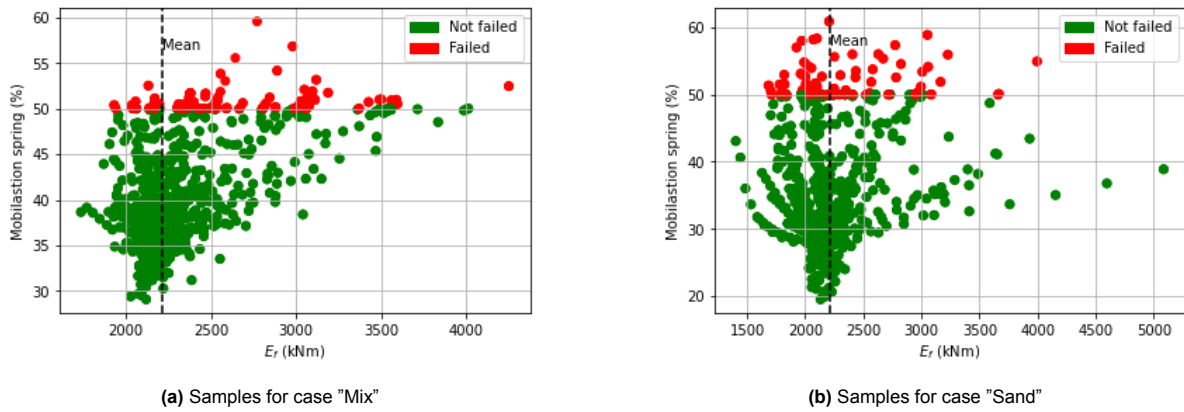 60
55
50
45
40
35
30
Mobilastion spring (%)
Mean
Not failed
Failed
2000 2500 3000 3500 4000
E_f (kNm)
(a) Samples for case ”Mix”
60
50
40
30
20
Mobilastion spring (%)
Mean
Not failed
Failed
1500 2000 2500 3000 3500 4000 4500 5000
E_f (kNm)
(b) Samples for case ”Sand”